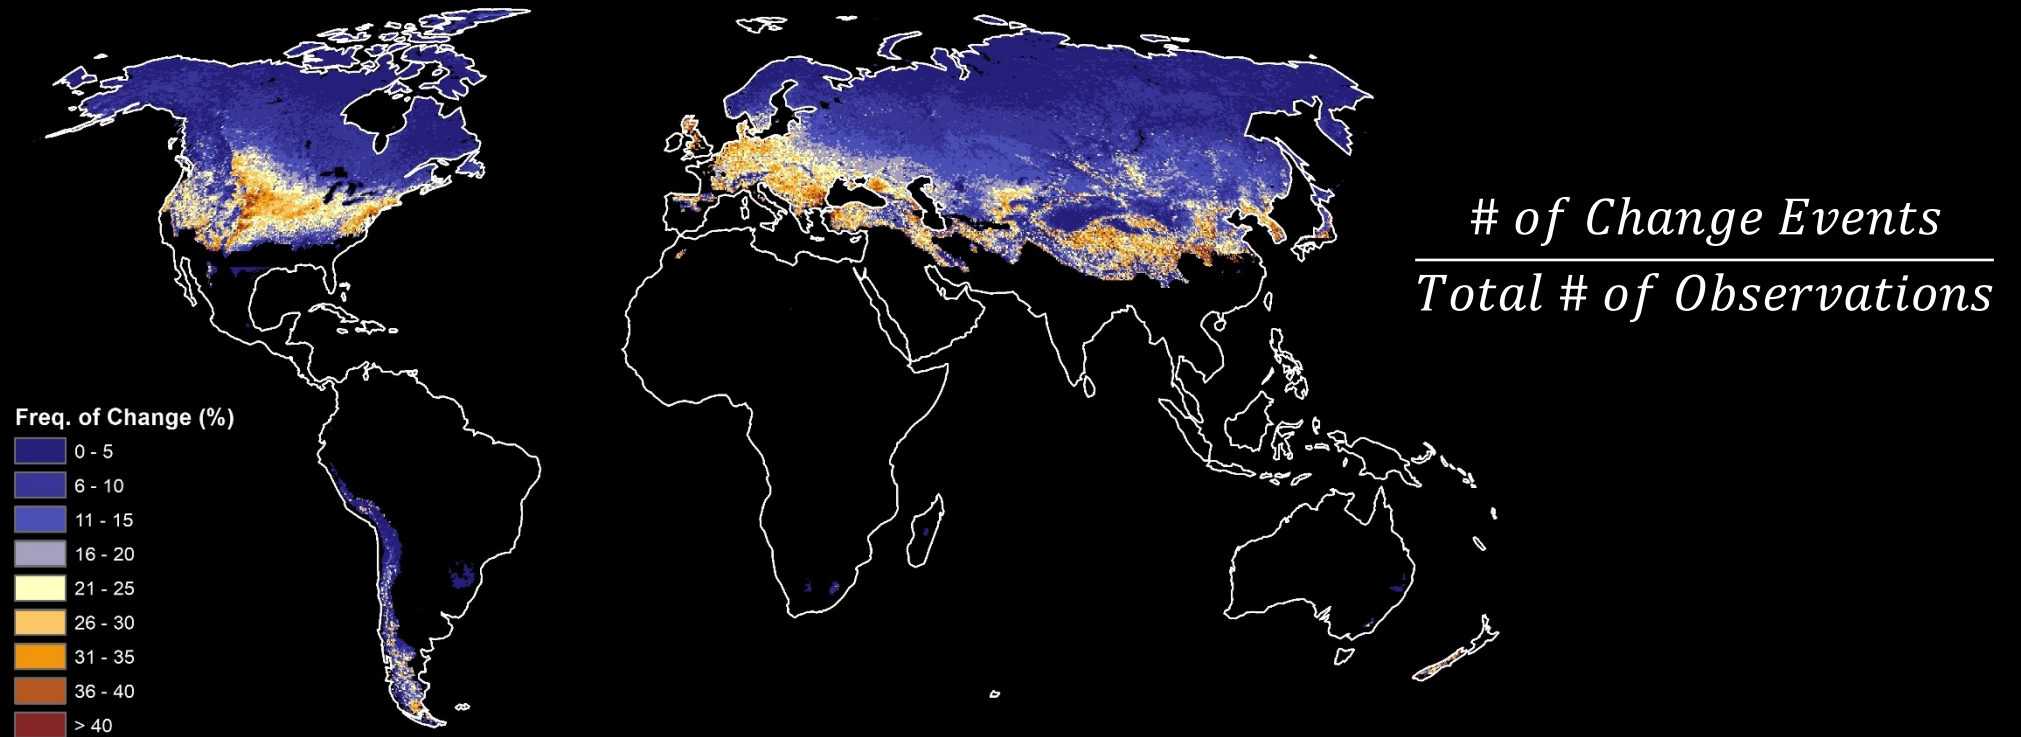 # of Change Events
Total # of Observations
Freq. of Change (%)
0 - 5
6 - 10
11 - 15
16 - 20
21 - 25
26 - 30
31 - 35
36 - 40
> 40